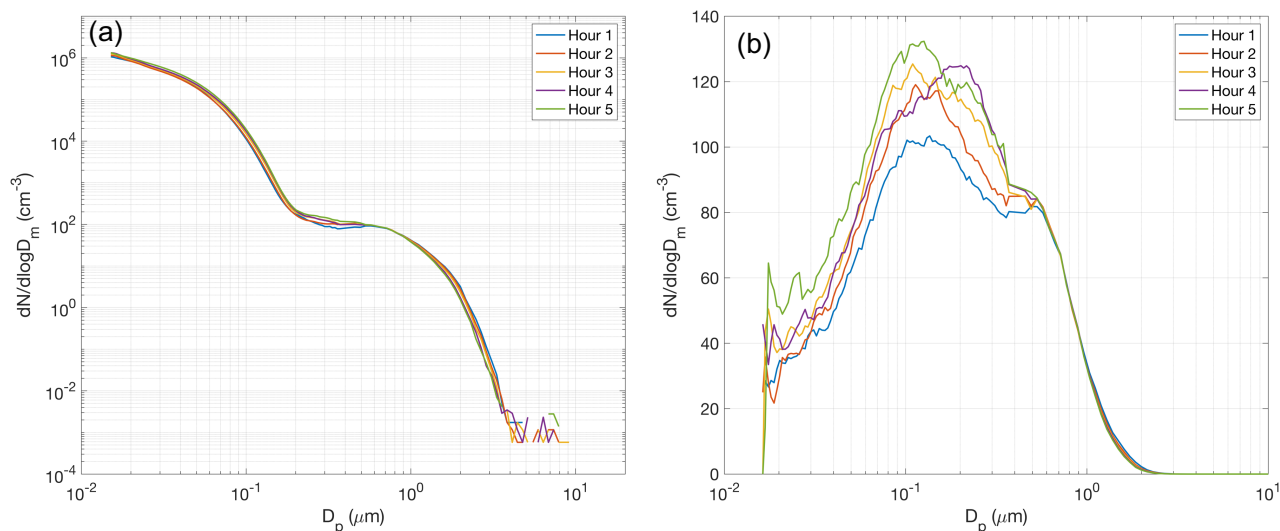 (a)
Hour 1
Hour 2
Hour 3
Hour 4
Hour 5
10^6
10^4
10^2
10^0
10^-2
10^-4
dN/dlogD_m (cm^-3)
10^-2
10^-1
10^0
10^1
D_p (μm)
(b)
Hour 1
Hour 2
Hour 3
Hour 4
Hour 5
140
120
100
80
60
40
20
0
dN/dlogD_m (cm^-3)
10^-2
10^-1
10^0
10^1
D_p (μm)